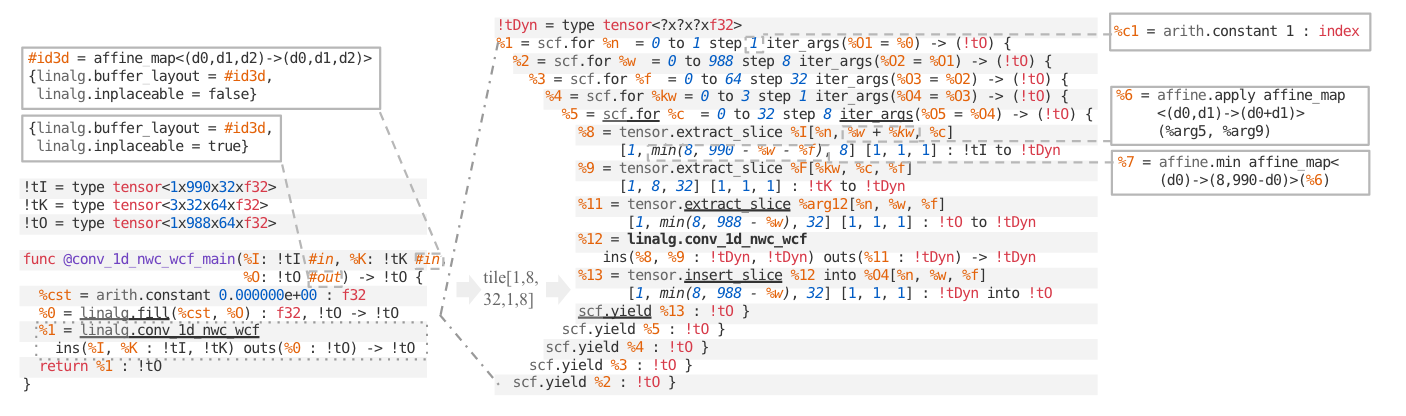 #id3d = affine_map<(d0,d1,d2)->(d0,d1,d2)>
{linalg.buffer_layout = #id3d,
linalg.inplaceable = false}
{linalg.buffer_layout = #id3d,
linalg.inplaceable = true}
!tI = type tensor<1x990x32xf32>
!tK = type tensor<3x32x64xf32>
!tO = type tensor<1x988x64xf32>
func @conv_1d_nwc_wcf_main(%I: !tI #in, %K: !tK #in
%O: !tO #out) -> !tO {
%cst = arith.constant 0.000000e+00 : f32
%0 = linalg.fill(%cst, %O) : f32, !tO -> !tO
%1 = linalg.conv_1d_nwc_wcf
ins(%I, %K : !tI, !tK) outs(%0 : !tO) -> !tO
return %1 : !tO
}
tile[1,8,
32,1,8]
!tDyn = type tensor<?x?x?xf32>
%1 = scf.for %n = 0 to 1 step 1 iter_args(%O1 = %0) -> (!tO) {
%2 = scf.for %w = 0 to 988 step 8 iter_args(%O2 = %O1) -> (!tO) {
%3 = scf.for %f = 0 to 64 step 32 iter_args(%O3 = %O2) -> (!tO) {
%4 = scf.for %kw = 0 to 3 step 1 iter_args(%O4 = %O3) -> (!tO) {
%5 = scf.for %c = 0 to 32 step 8 iter_args(%O5 = %O4) -> (!tO) {
%8 = tensor.extract_slice %I[%n, %w + %kw, %c]
[1, min(8, 990 - %w - %f), 8] [1, 1, 1] : !tI to !tDyn
%9 = tensor.extract_slice %F[%kw, %c, %f]
[1, 8, 32] [1, 1, 1] : !tK to !tDyn
%11 = tensor.extract_slice %arg12[%n, %w, %f]
[1, min(8, 988 - %w), 32] [1, 1, 1] : !tO to !tDyn
%12 = linalg.conv_1d_nwc_wcf
ins(%8, %9 : !tDyn, !tDyn) outs(%11 : !tDyn) -> !tDyn
%13 = tensor.insert_slice %12 into %O4[%n, %w, %f]
[1, min(8, 988 - %w), 32] [1, 1, 1] : !tDyn into !tO
scf.yield %13 : !tO }
scf.yield %5 : !tO }
scf.yield %4 : !tO }
scf.yield %3 : !tO }
scf.yield %2 : !tO }
%c1 = arith.constant 1 : index
%6 = affine.apply affine_map
<(d0,d1)->(d0+d1)>
(%arg5, %arg9)
%7 = affine.min affine_map<
(d0)->(8,990-d0)>(%6)